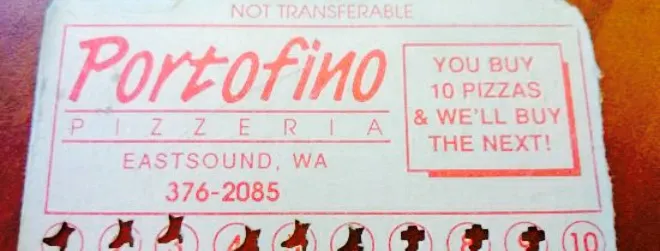 NOT TRANSFERABLE
Portofino
PIZZERIA
EASTSOUND, WA
376-2085
YOU BUY
10 PIZZAS
& WE'LL BUY
THE NEXT!
10